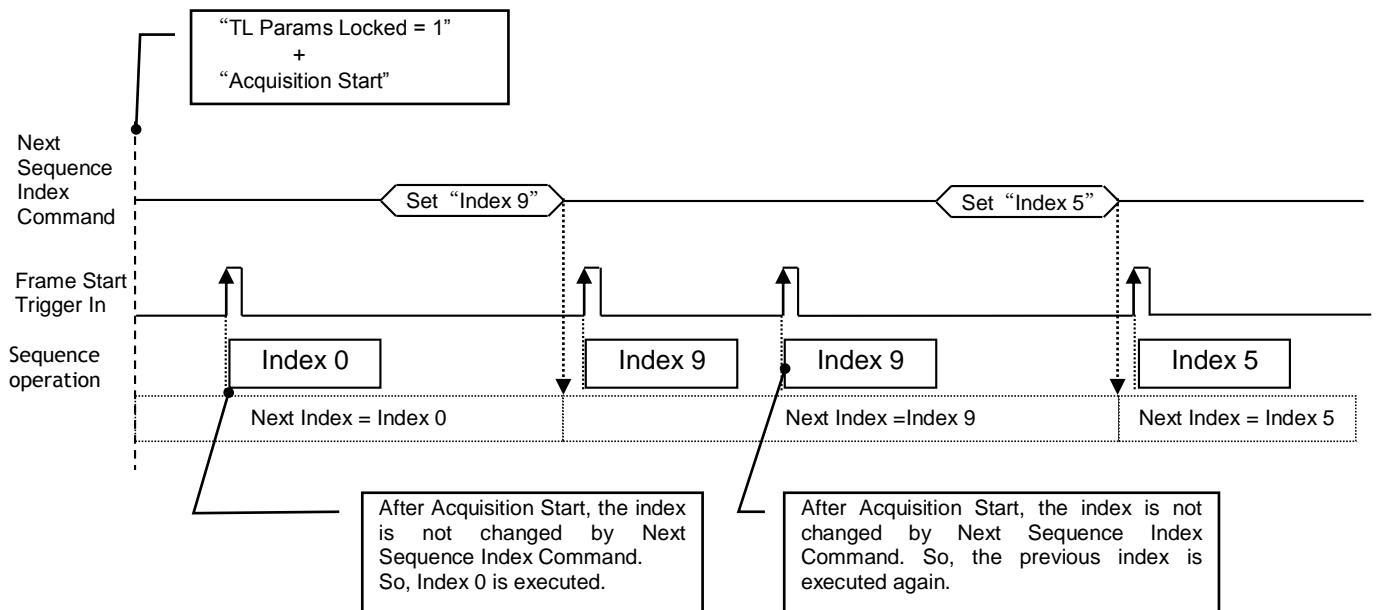 “TL Params Locked = 1”
+
“Acquisition Start”
Next
Sequence
Index
Command
Set “Index 9”
Set “Index 5”
Frame Start
Trigger In
Sequence
operation
Index 0
Index 9
Index 9
Index 5
Next Index = Index 0
Next Index =Index 9
Next Index = Index 5
After Acquisition Start, the index
is not changed by Next
Sequence Index Command.
So, Index 0 is executed.
After Acquisition Start, the index is not
changed by Next Sequence Index
Command. So, the previous index is
executed again.